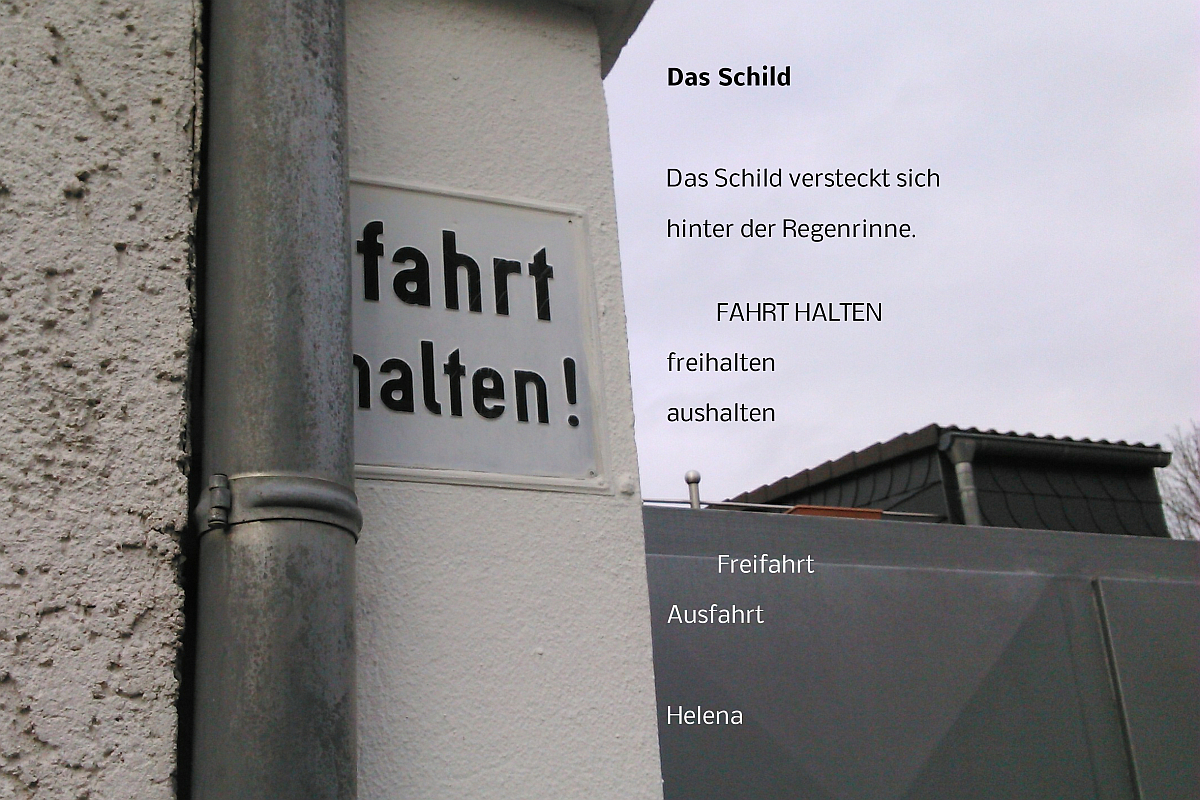 fahrt
halten!
Das Schild
Das Schild versteckt sich
hinter der Regenrinne.
FAHRT HALTEN
freihalten
aushalten
Freifahrt
Ausfahrt
Helena